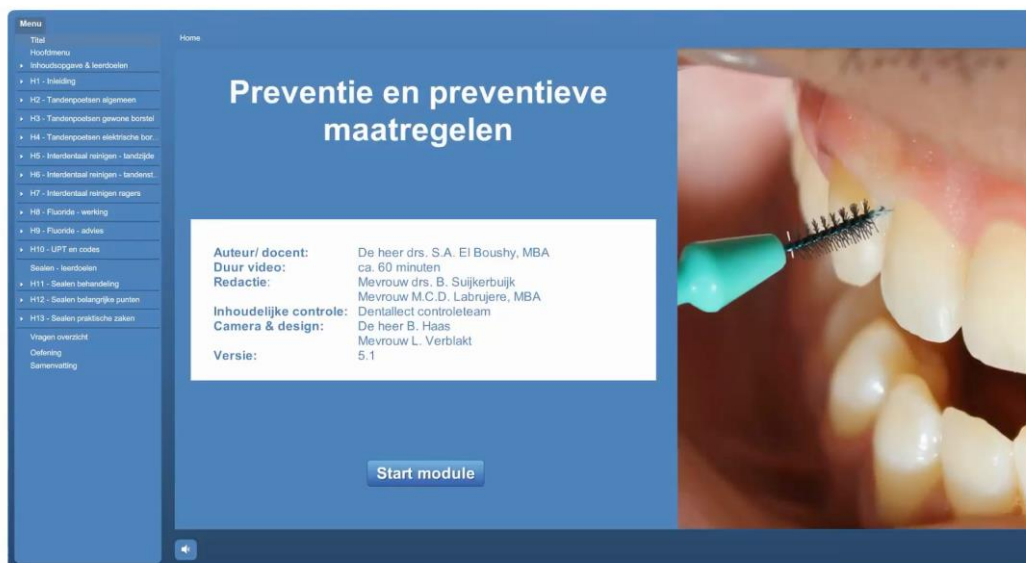 Menu
Titel
Hoofdmenu
Inhoudsopgave & leerdoelen
H1 - Inleiding
H2 - Tandenpoetsen algemeen
H3 - Tandenpoetsen gewone borstel
H4 - Tandenpoetsen elektrische bor...
H5 - Interdentaal reinigen - tandzijde
H6 - Interdentaal reinigen - tandenst...
H7 - Interdentaal reinigen ragers
H8 - Fluoride - werking
H9 - Fluoride - advies
H10 - UPT en codes
Sealen - leerdoelen
H11 - Sealen behandeling
H12 - Sealen belangrijke punten
H13 - Sealen praktische zaken
Vragen overzicht
Oefening
Samenvatting
Home
Preventie en preventieve
maatregelen
Auteur/ docent: De heer drs. S.A. El Boushy, MBA
Duur video: ca. 60 minuten
Redactie: Mevrouw drs. B. Suijkerbuijk
Mevrouw M.C.D. Labrujere, MBA
Inhoudelijke controle: Dentallect controleteam
Camera & design: De heer B. Haas
Mevrouw L. Verblakt
Versie: 5.1
Start module